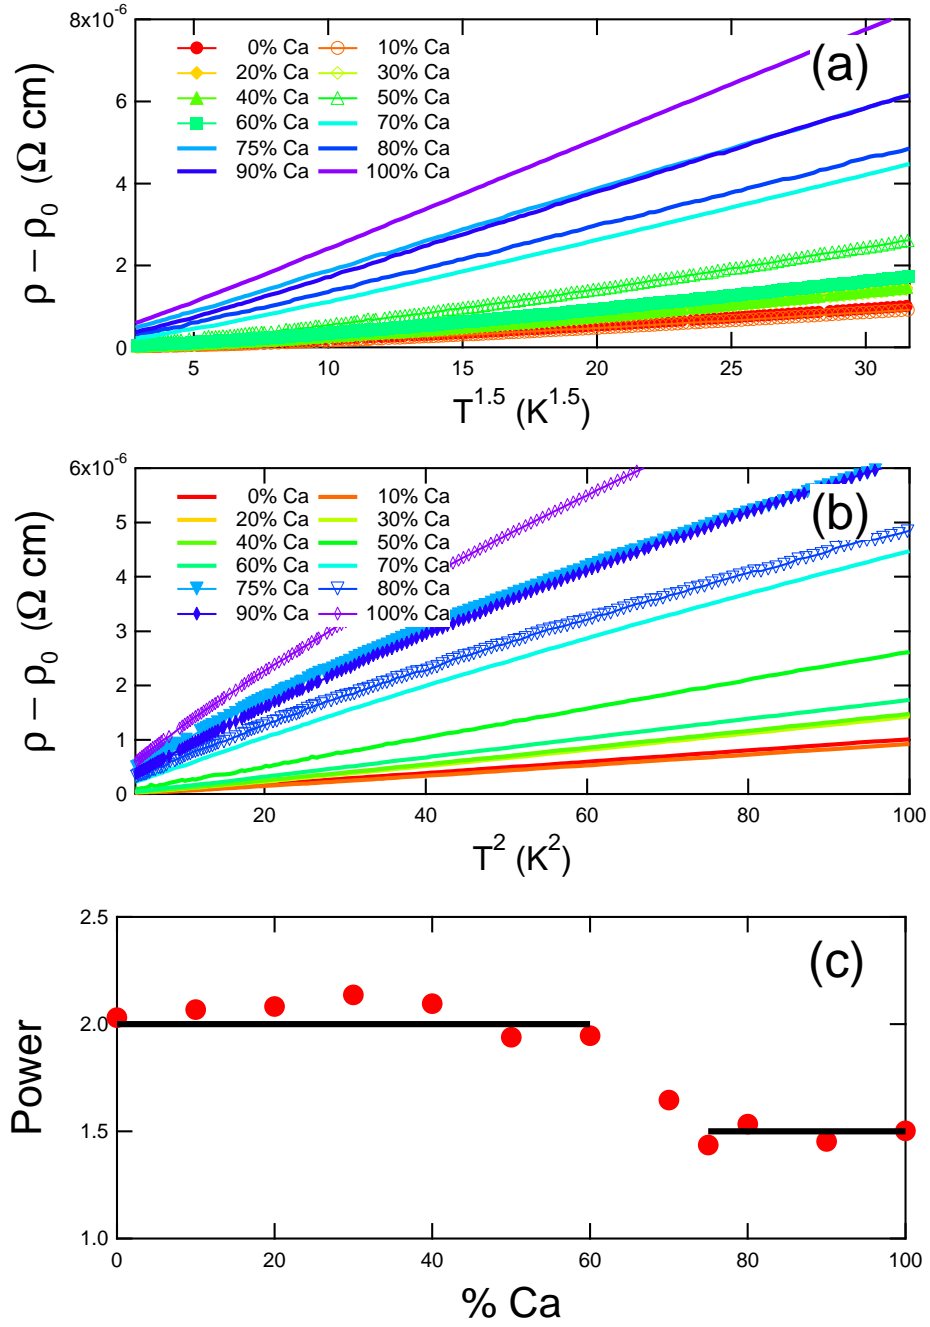 8x10-6
6
4
2
0
ρ − ρ0 (Ω cm)
(a)
0% Ca 10% Ca
20% Ca 30% Ca
40% Ca 50% Ca
60% Ca 70% Ca
75% Ca 80% Ca
90% Ca 100% Ca
5 10 15 20 25 30
T1.5 (K1.5)
6x10-6
5
4
3
2
1
0
ρ − ρ0 (Ω cm)
(b)
0% Ca 10% Ca
20% Ca 30% Ca
40% Ca 50% Ca
60% Ca 70% Ca
75% Ca 80% Ca
90% Ca 100% Ca
20 40 60 80 100
T2 (K2)
2.5
2.0
1.5
1.0
Power
(c)
0 20 40 60 80 100
% Ca